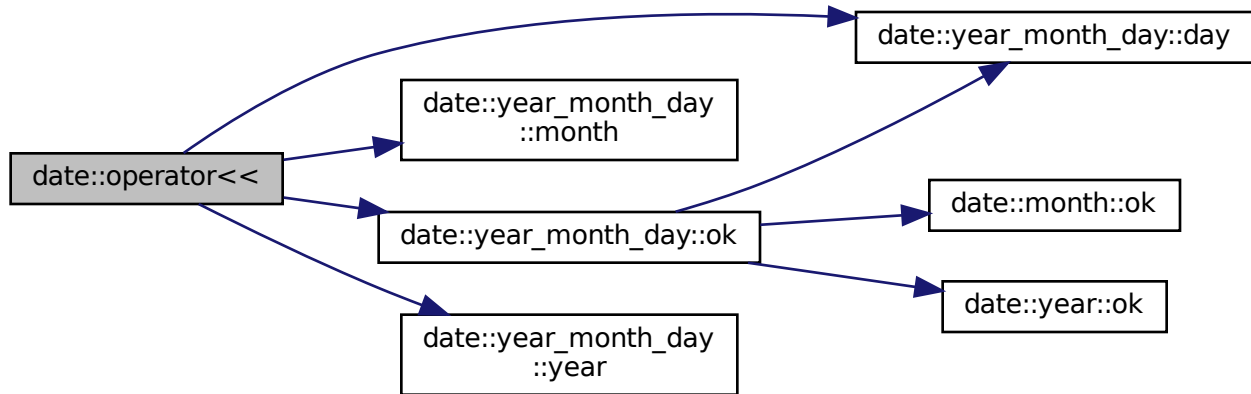 date::operator<<
date::year_month_day::day
date::year_month_day
::month
date::year_month_day::ok
date::year_month_day
::year
date::month::ok
date::year::ok